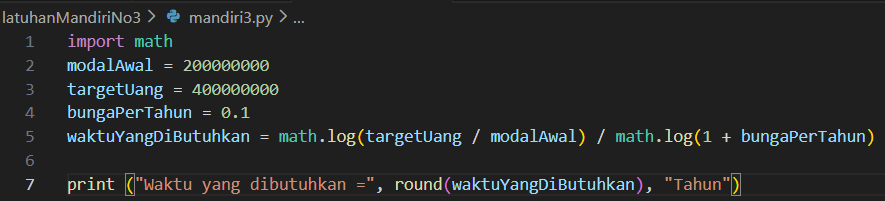 latuhanMandiriNo3 > mandiri3.py > ...
1 import math
2 modalAwal = 200000000
3 targetUang = 400000000
4 bungaPerTahun = 0.1
5 waktuYangDiButuhkan = math.log(targetUang / modalAwal) / math.log(1 + bungaPerTahun)
6
7 print ("Waktu yang dibutuhkan =", round(waktuYangDiButuhkan), "Tahun")